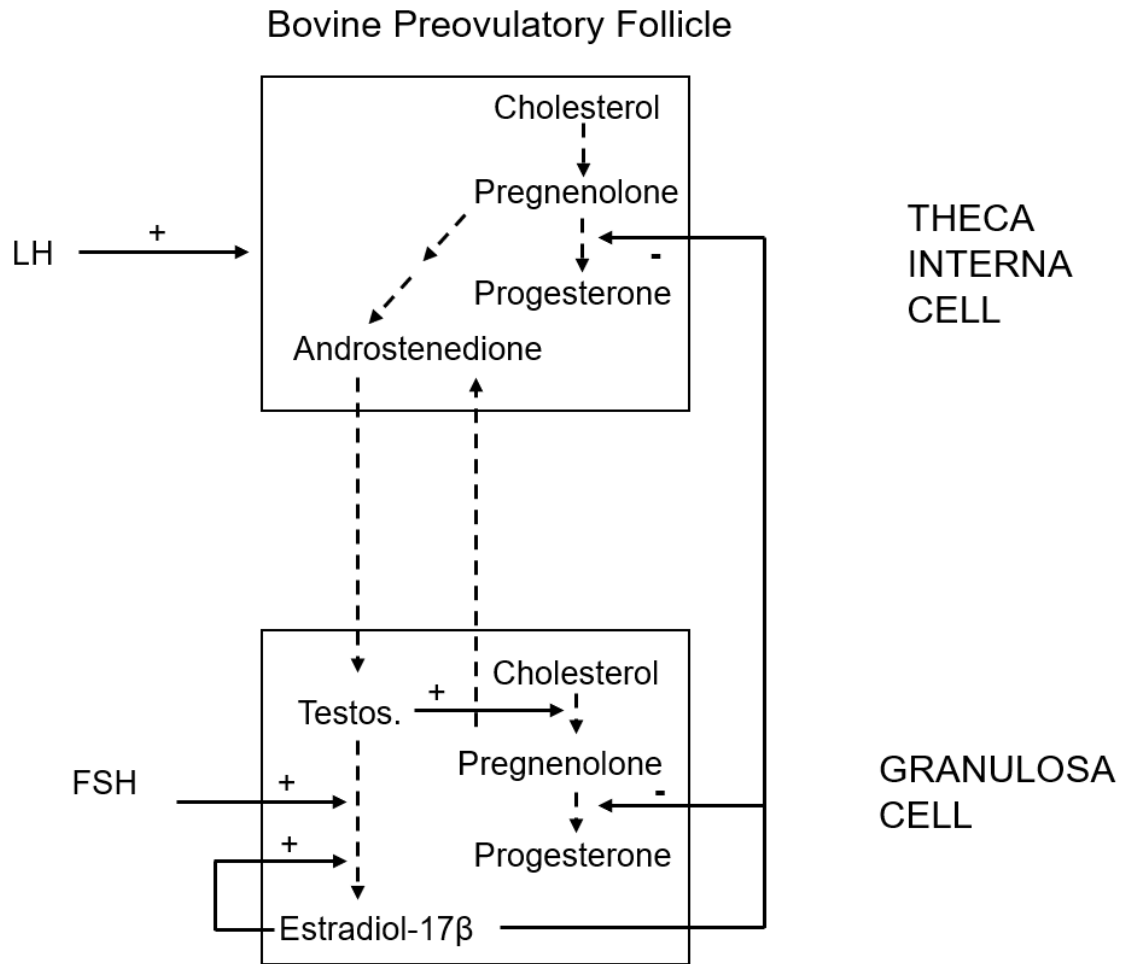 Bovine Preovulatory Follicle
Cholesterol
Pregnenolone
LH
+
-
Progesterone
Androstenedione
THECA
INTERNA
CELL
Cholesterol
Testos.
+
Pregnenolone
FSH
+
-
+
Progesterone
Estradiol-17β
GRANULOSA
CELL